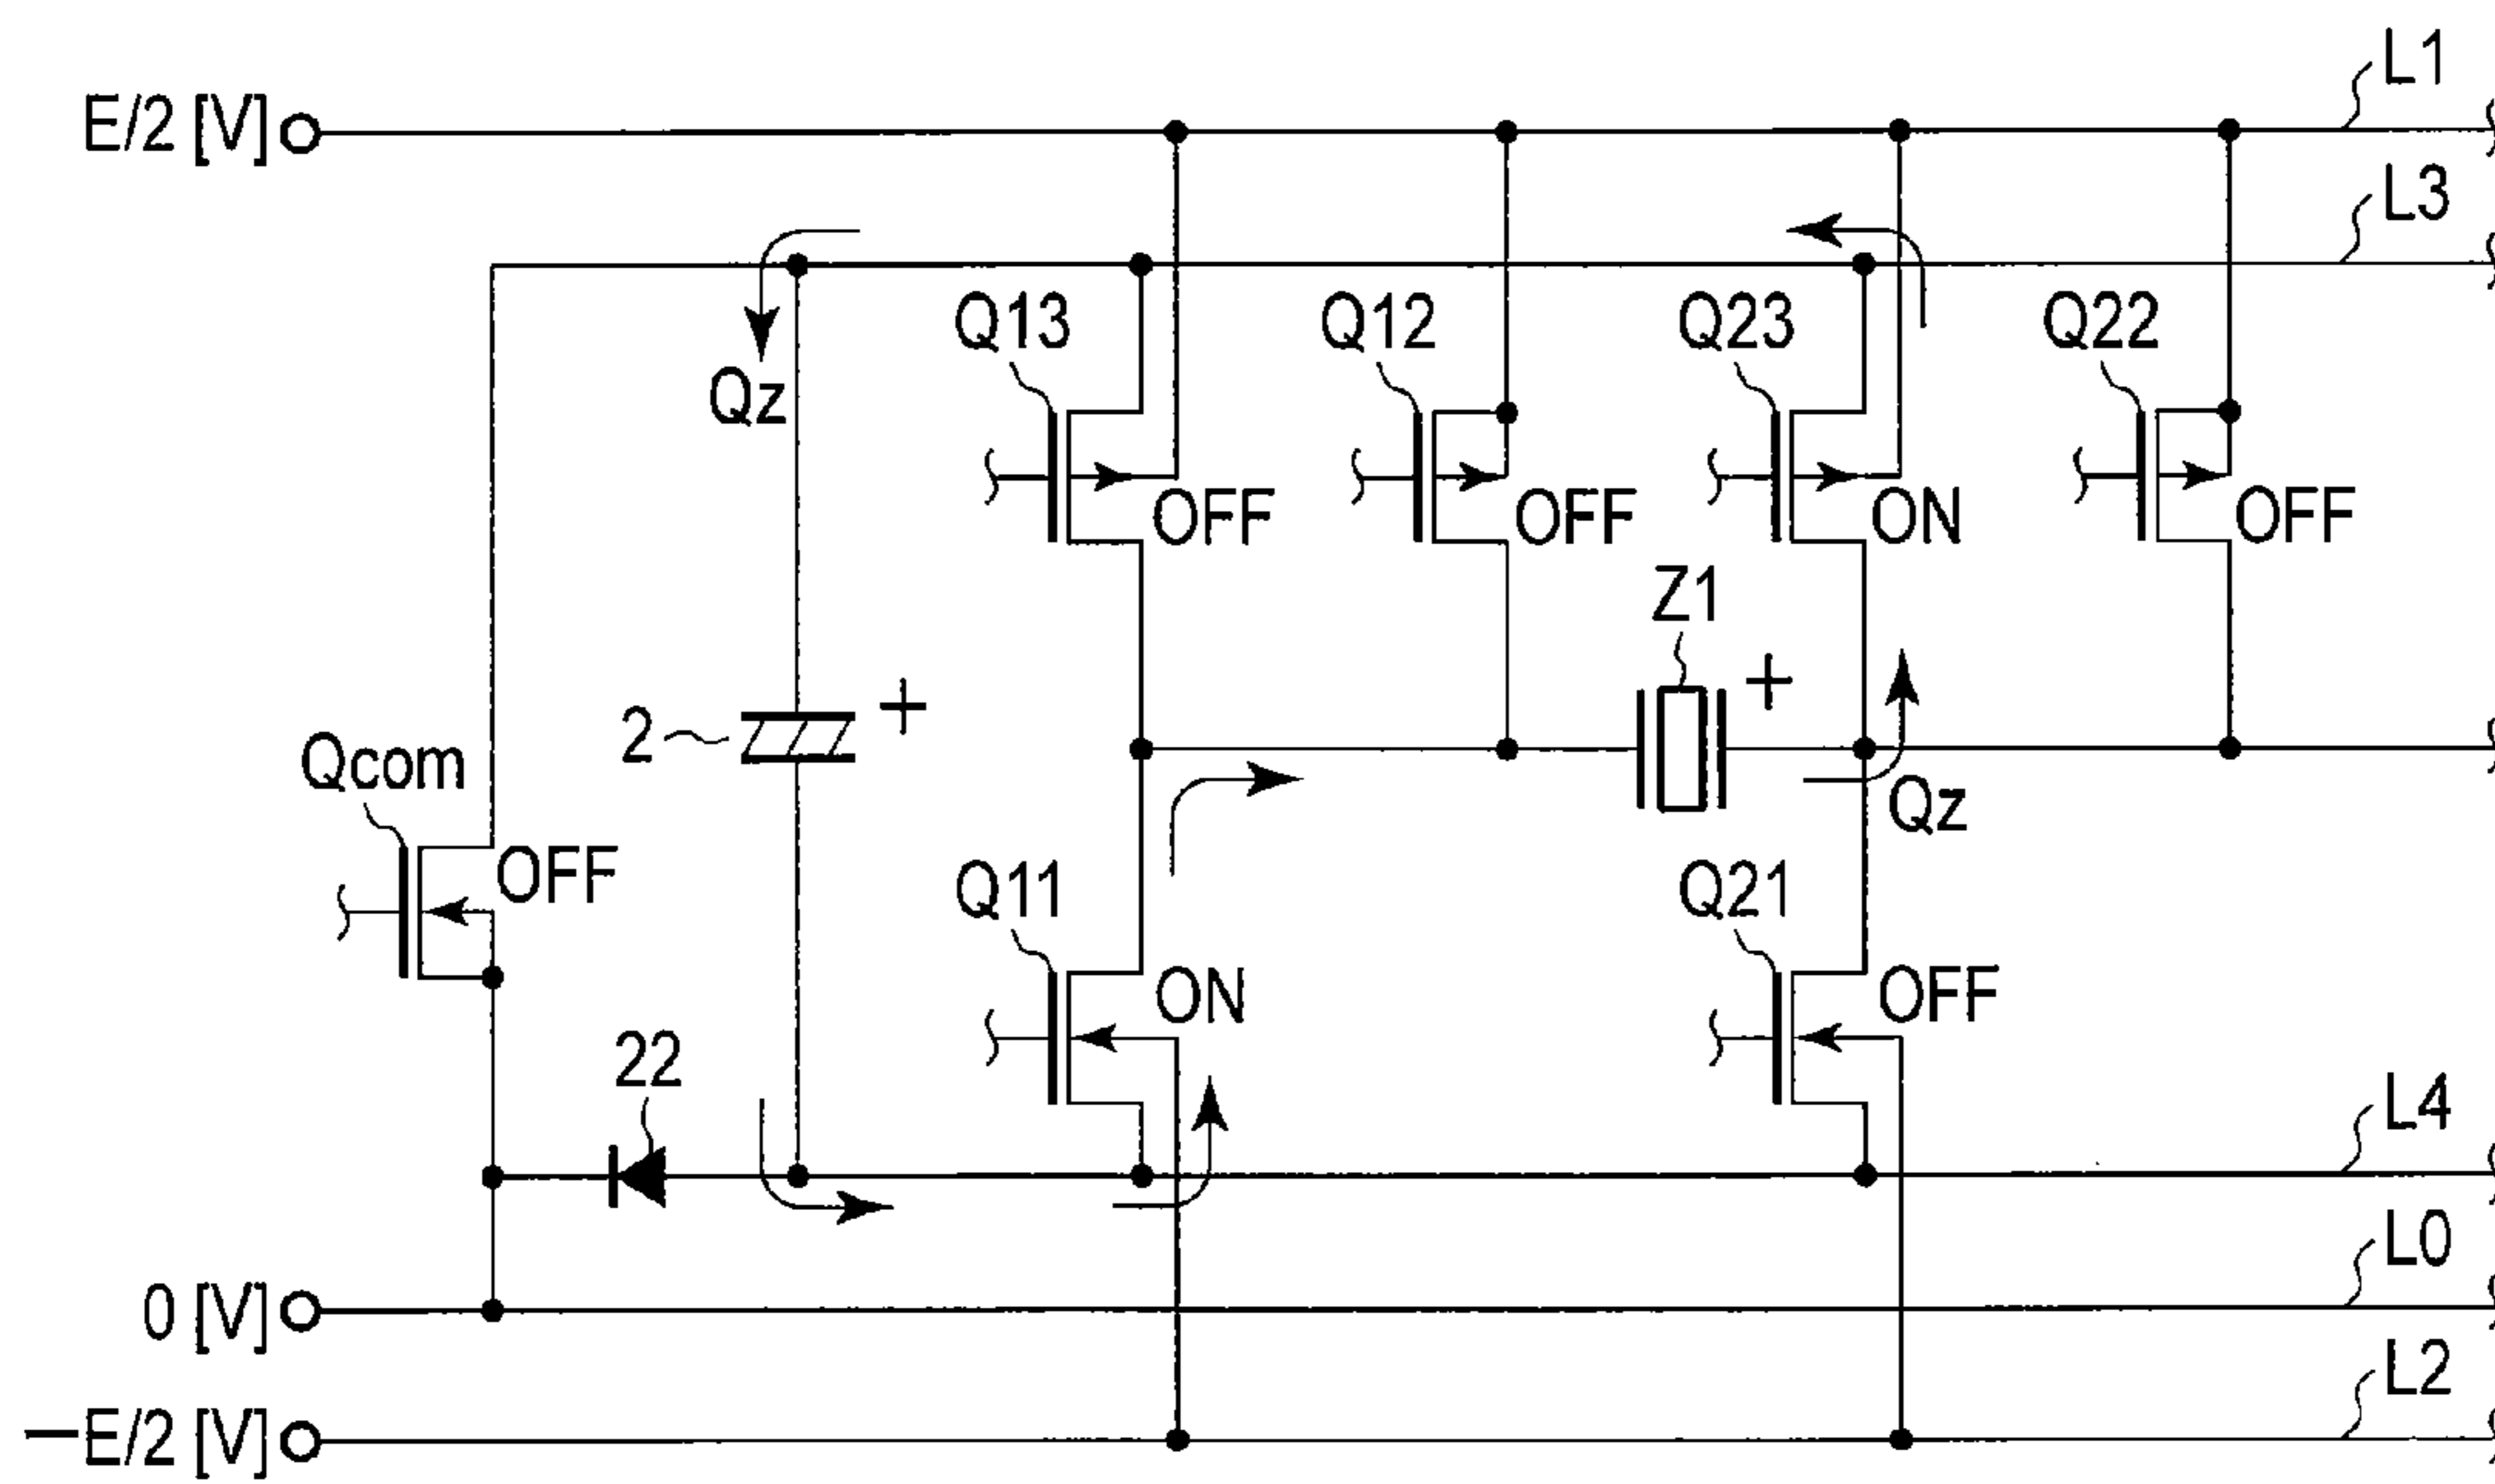 L1
E/2 [V]
L3
Q13
Q12
Q23
Q22
Qz
OFF
OFF
ON
OFF
Z1
+
+
2
Qcom
Qz
OFF
Q11
Q21
ON
OFF
22
L4
L0
0 [V]
L2
−E/2 [V]